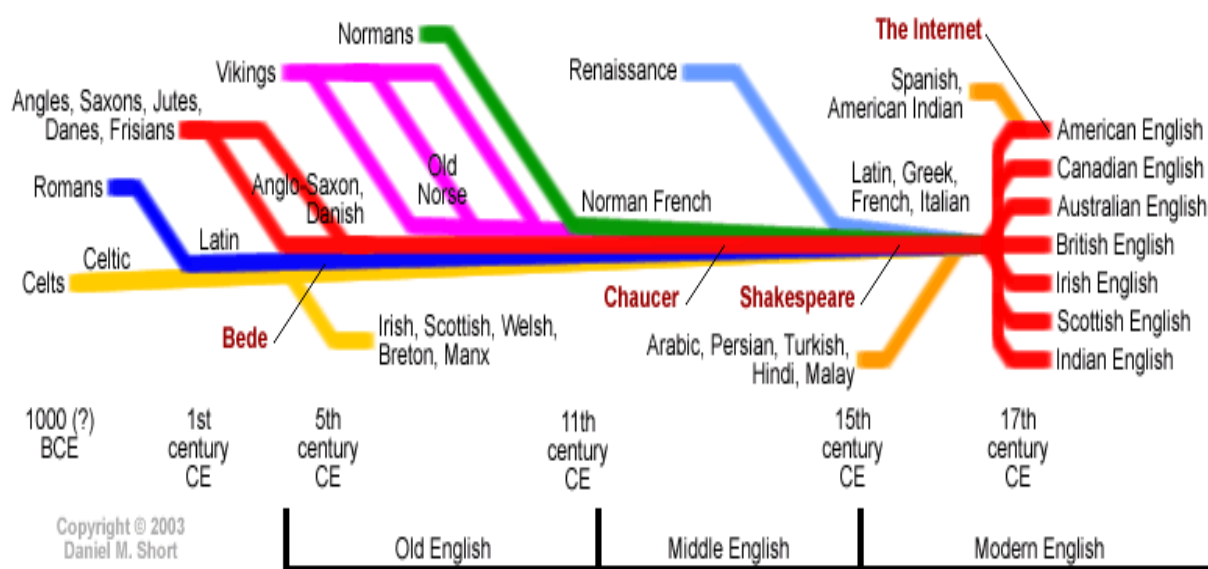 The Internet
Normans
Vikings
Renaissance
Spanish,
American Indian
Angles, Saxons, Jutes,
Danes, Frisians
American English
Romans
Anglo-Saxon,
Danish
Old
Norse
Norman French
Latin, Greek,
French, Italian
Canadian English
Australian English
British English
Irish English
Scottish English
Indian English
Latin
Celtic
Celts
Bede
Chaucer
Shakespeare
Irish, Scottish, Welsh,
Breton, Manx
Arabic, Persian, Turkish,
Hindi, Malay
1000 (?)
BCE
1st
century
CE
5th
century
CE
11th
century
CE
15th
century
CE
17th
century
CE
Copyright © 2003
Daniel M. Short
Old English
Middle English
Modern English